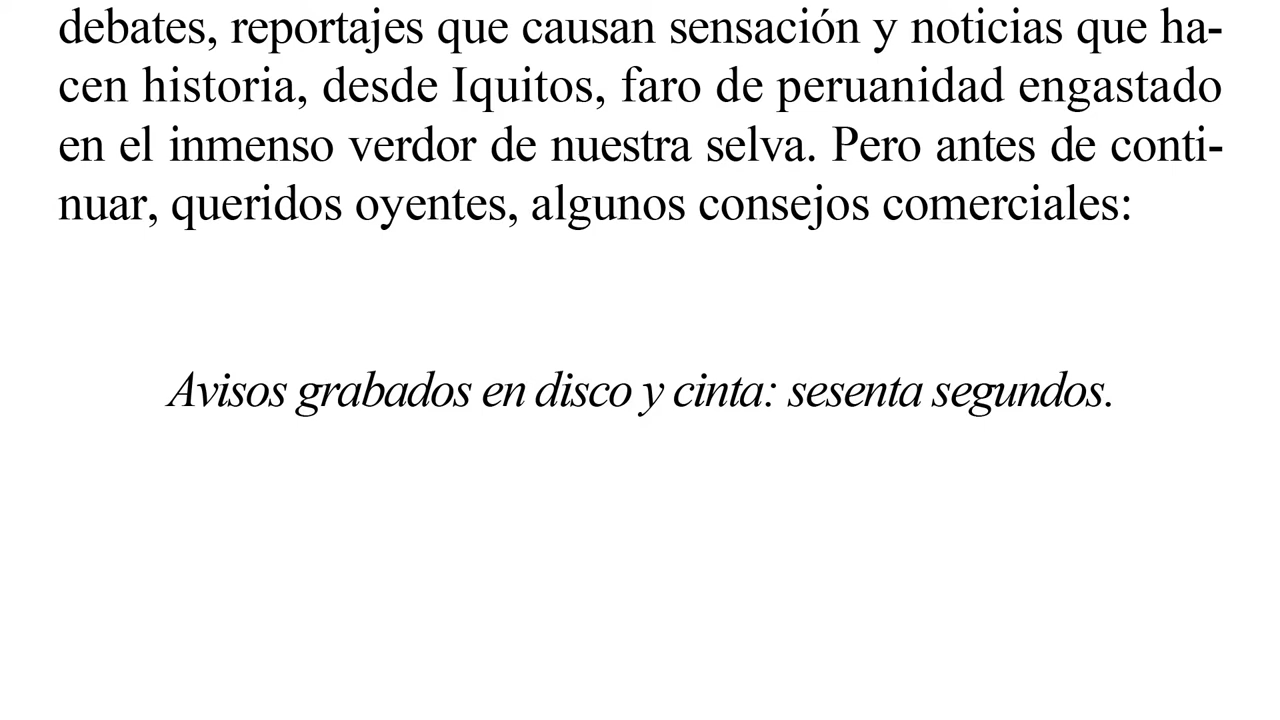 debates, reportajes que causan sensación y noticias que ha-
cen historia, desde Iquitos, faro de peruanidad engastado
en el inmenso verdor de nuestra selva. Pero antes de conti-
nuar, queridos oyentes, algunos consejos comerciales:
Avisos grabados en disco y cinta: sesenta segundos.